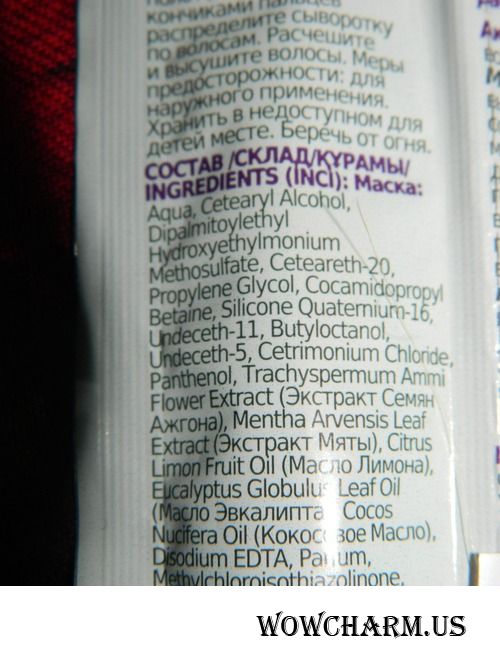 кончиками пальцев
распределите сыворотку
по волосам. Расчешите
и высушите волосы. Меры
предосторожности: для
наружного применения.
Хранить в недоступном для
детей месте. Беречь от огня.
СОСТАВ /СКЛАД/ҚҰРАМЫ/
INGREDIENTS (INCI): Маска:
Aqua, Cetearyl Alcohol,
Dipalmitoylethyl
Hydroxyethylmonium
Methosulfate, Ceteareth-20,
Propylene Glycol, Cocamidopropyl
Betaine, Silicone Quaternium-16,
Undeceth-11, Butyloctanol,
Undeceth-5, Cetrimonium Chloride,
Panthenol, Trachyspermum Ammi
Flower Extract (Экстракт Семян
Ажгона), Mentha Arvensis Leaf
Extract (Экстракт Мяты), Citrus
Limon Fruit Oil (Масло Лимона),
Eucalyptus Globulus Leaf Oil
(Масло Эвкалипта Cocos
Nucifera Oil (Кокосовое Масло),
Disodium EDTA, Parfum,
Methylchloroisothiazolinone,
WOWCHARM.US